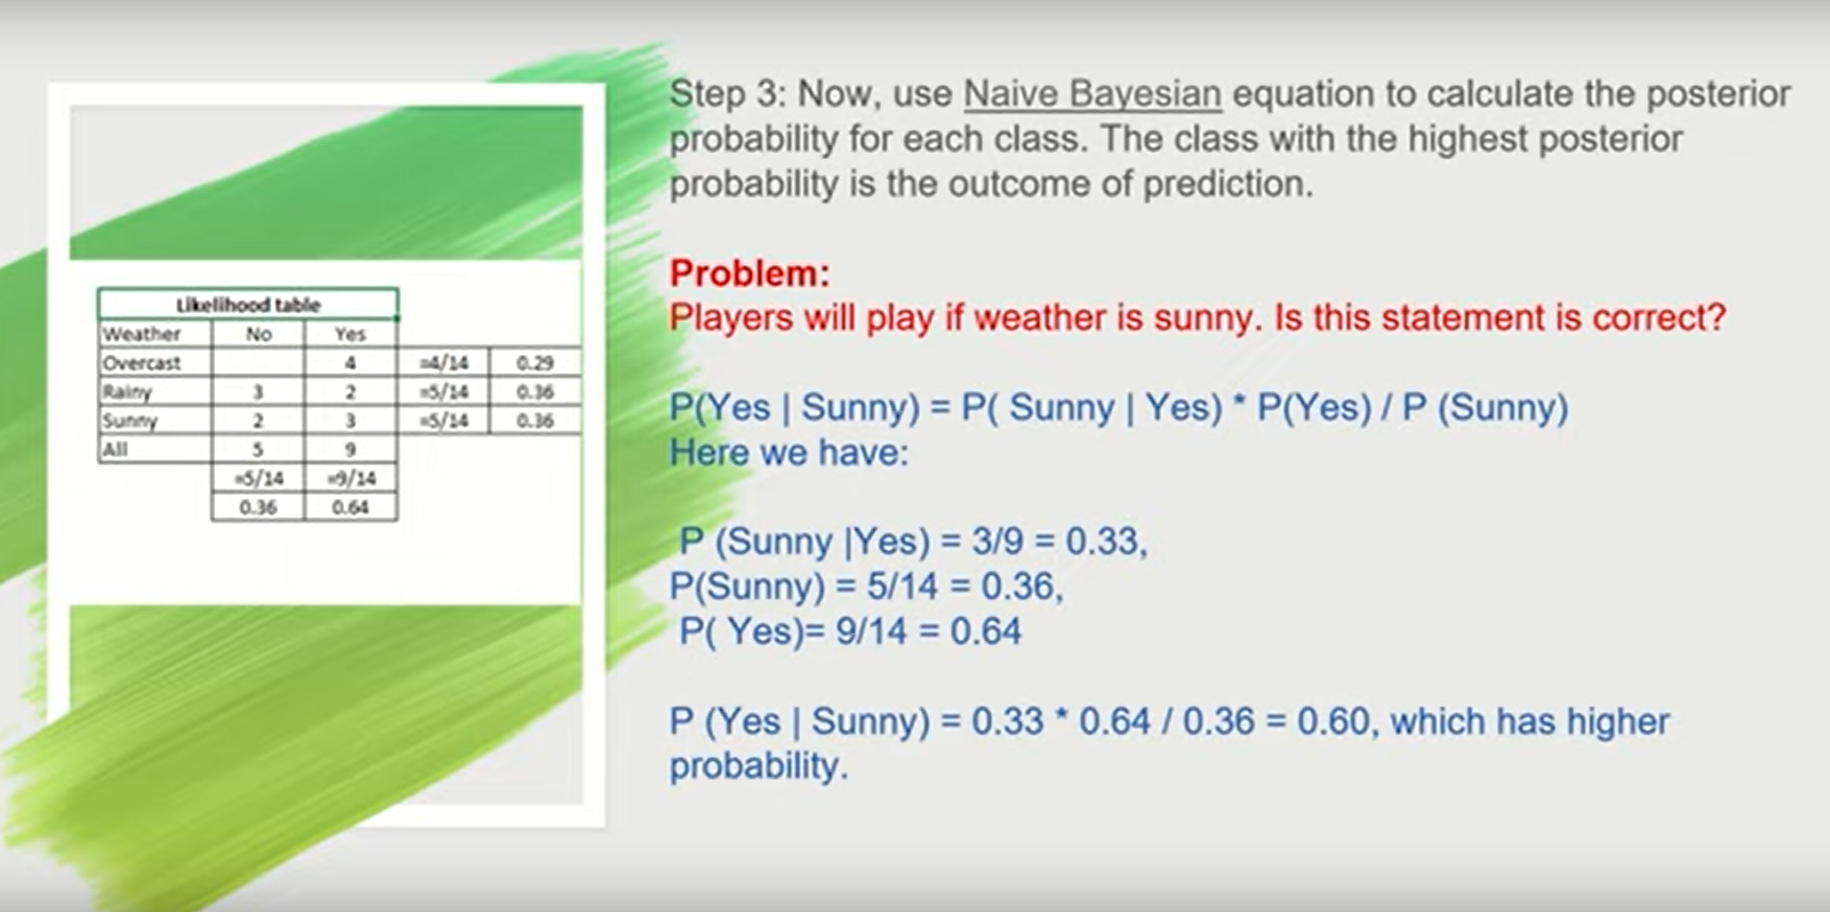 Step 3: Now, use Naive Bayesian equation to calculate the posterior
probability for each class. The class with the highest posterior
probability is the outcome of prediction.
Likelihood table
Weather No Yes
Overcast 4 =4/14 0.29
Rainy 3 2 =5/14 0.36
Sunny 2 3 =5/14 0.36
All 5 9
=5/14 =9/14
0.36 0.64
Problem:
Players will play if weather is sunny. Is this statement is correct?
P(Yes | Sunny) = P( Sunny | Yes) * P(Yes) / P (Sunny)
Here we have:
P (Sunny |Yes) = 3/9 = 0.33,
P(Sunny) = 5/14 = 0.36,
P( Yes)= 9/14 = 0.64
P (Yes | Sunny) = 0.33 * 0.64 / 0.36 = 0.60, which has higher
probability.